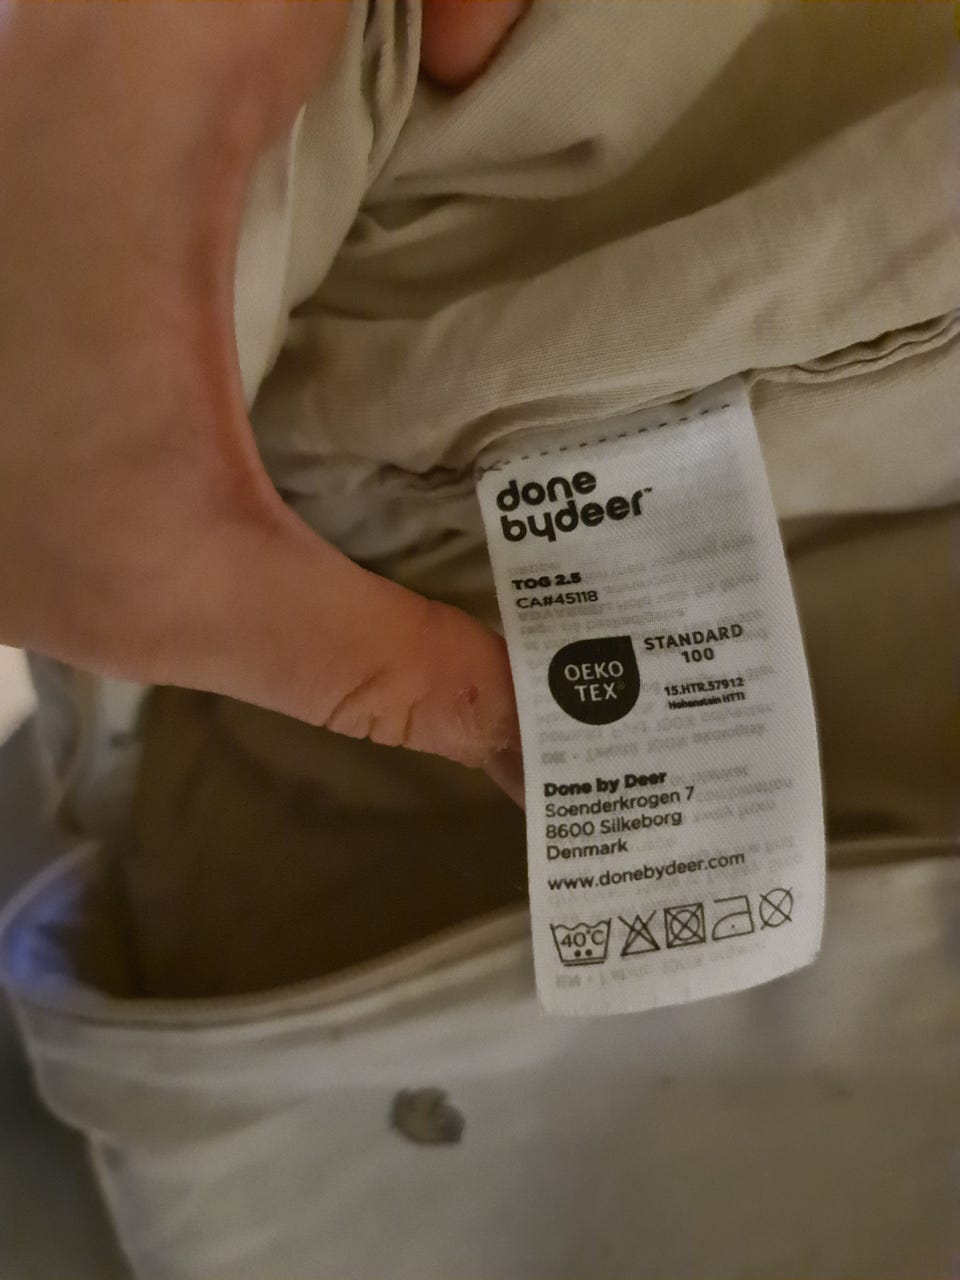 done
bydeer™
TOG 2.5
CA#45118
OEKO
TEX®
STANDARD
100
15.HTR.57912
Hohenstein HTTI
Done by Deer
Soenderkrogen 7
8600 Silkeborg
Denmark
www.donebydeer.com
40°C